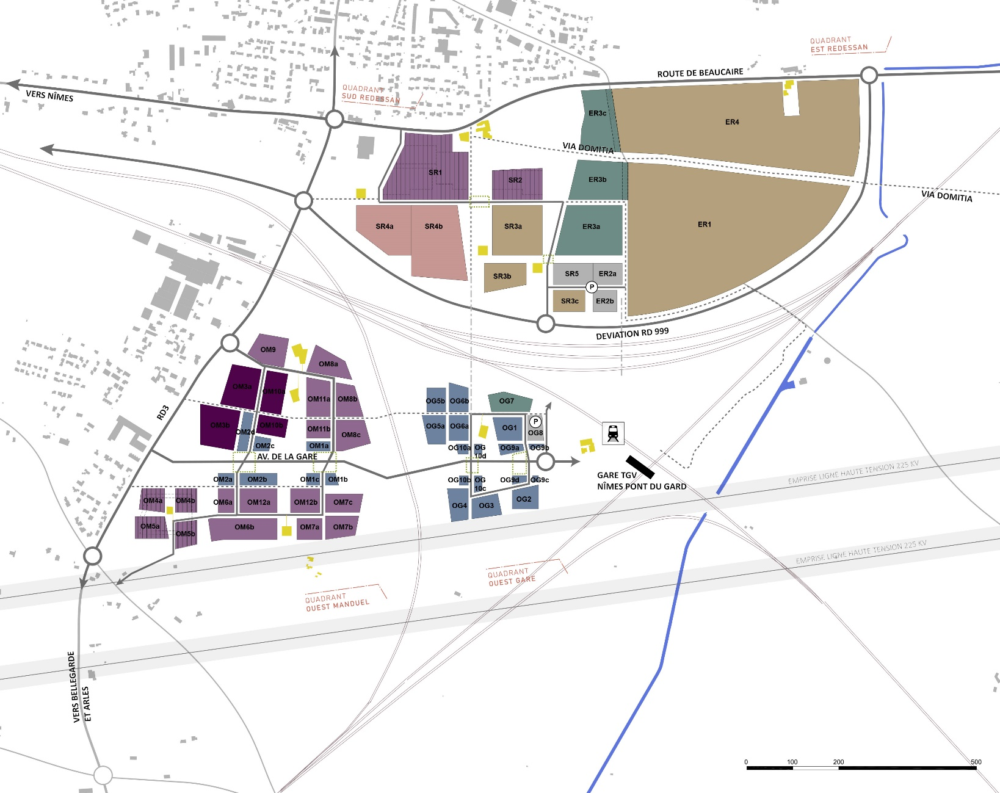 QUADRANT
EST REDESSAN
ROUTE DE BEAUCAIRE
VERS NÎMES
QUADRANT
SUD REDESSAN
ER3c
ER4
VIA DOMITIA
SR1
SR2
ER3b
VIA DOMITIA
SR4a
SR4b
SR3a
ER3a
ER1
SR3b
SR5
ER2a
P
SR3c
ER2b
DEVIATION RD 999
OM9
OM8a
OM3a
OM10a
OM11a
OM8b
OG5b
OG6b
OG7
RD3
OM3b
OM2d
OM10b
OM11b
OM8c
OG5a
OG6a
OG1
P
OG8
OM2c
OM1a
OG10a
OG
10d
OG9a
OG9b
AV. DE LA GARE
GARE TGV
NÎMES PONT DU GARD
EMPRISE LIGNE HAUTE TENSION 225 KV
OM2a
OM2b
OM1c
OM1b
OG10b
OG
10c
OG9d
OG9c
OM4a
OM4b
OM6a
OM12a
OM12b
OM7c
OG4
OG3
OG2
OM5a
OM5b
OM6b
OM7a
OM7b
EMPRISE LIGNE HAUTE TENSION 225 KV
QUADRANT
OUEST GARE
QUADRANT
OUEST MANDUEL
VERS BELLEGARDE
ET ARLES
0 100 200 500